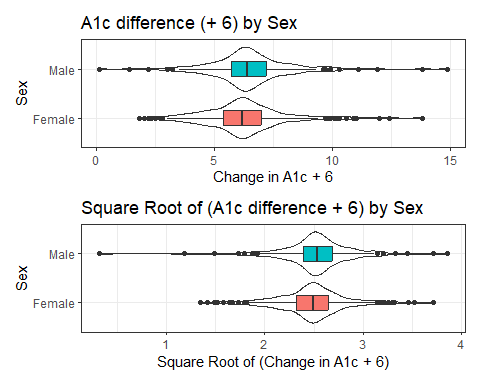 A1c difference (+ 6) by Sex
Sex
Male
Female
0 5 10 15
Change in A1c + 6
Square Root of (A1c difference + 6) by Sex
Sex
Male
Female
1 2 3 4
Square Root of (Change in A1c + 6)